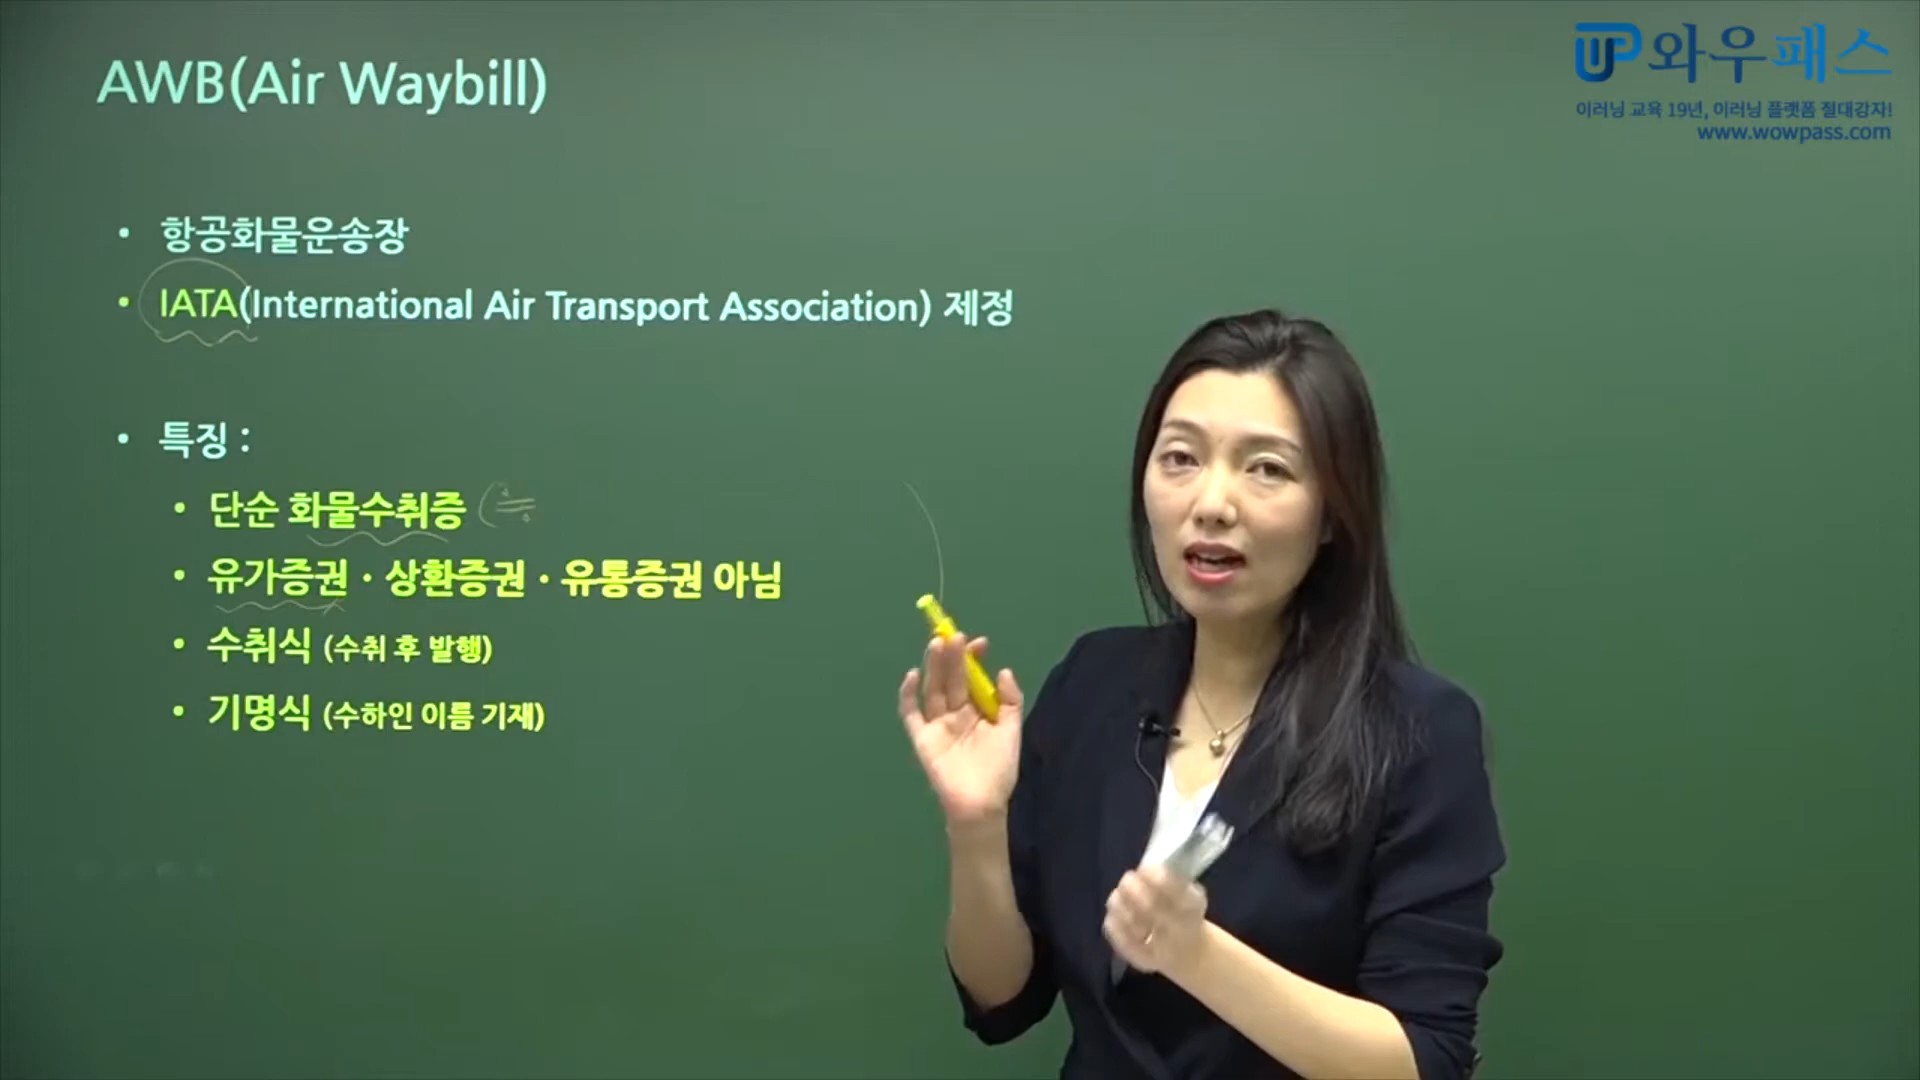 AWB(Air Waybill)
와우패스
이러닝 교육 19년, 이러닝 플랫폼 절대강자!
www.wowpass.com
• 항공화물운송장
• IATA(International Air Transport Association) 제정
• 특징 :
• 단순 화물수취증
• 유가증권 · 상환증권 · 유통증권 아님
• 수취식 (수취 후 발행)
• 기명식 (수하인 이름 기재)